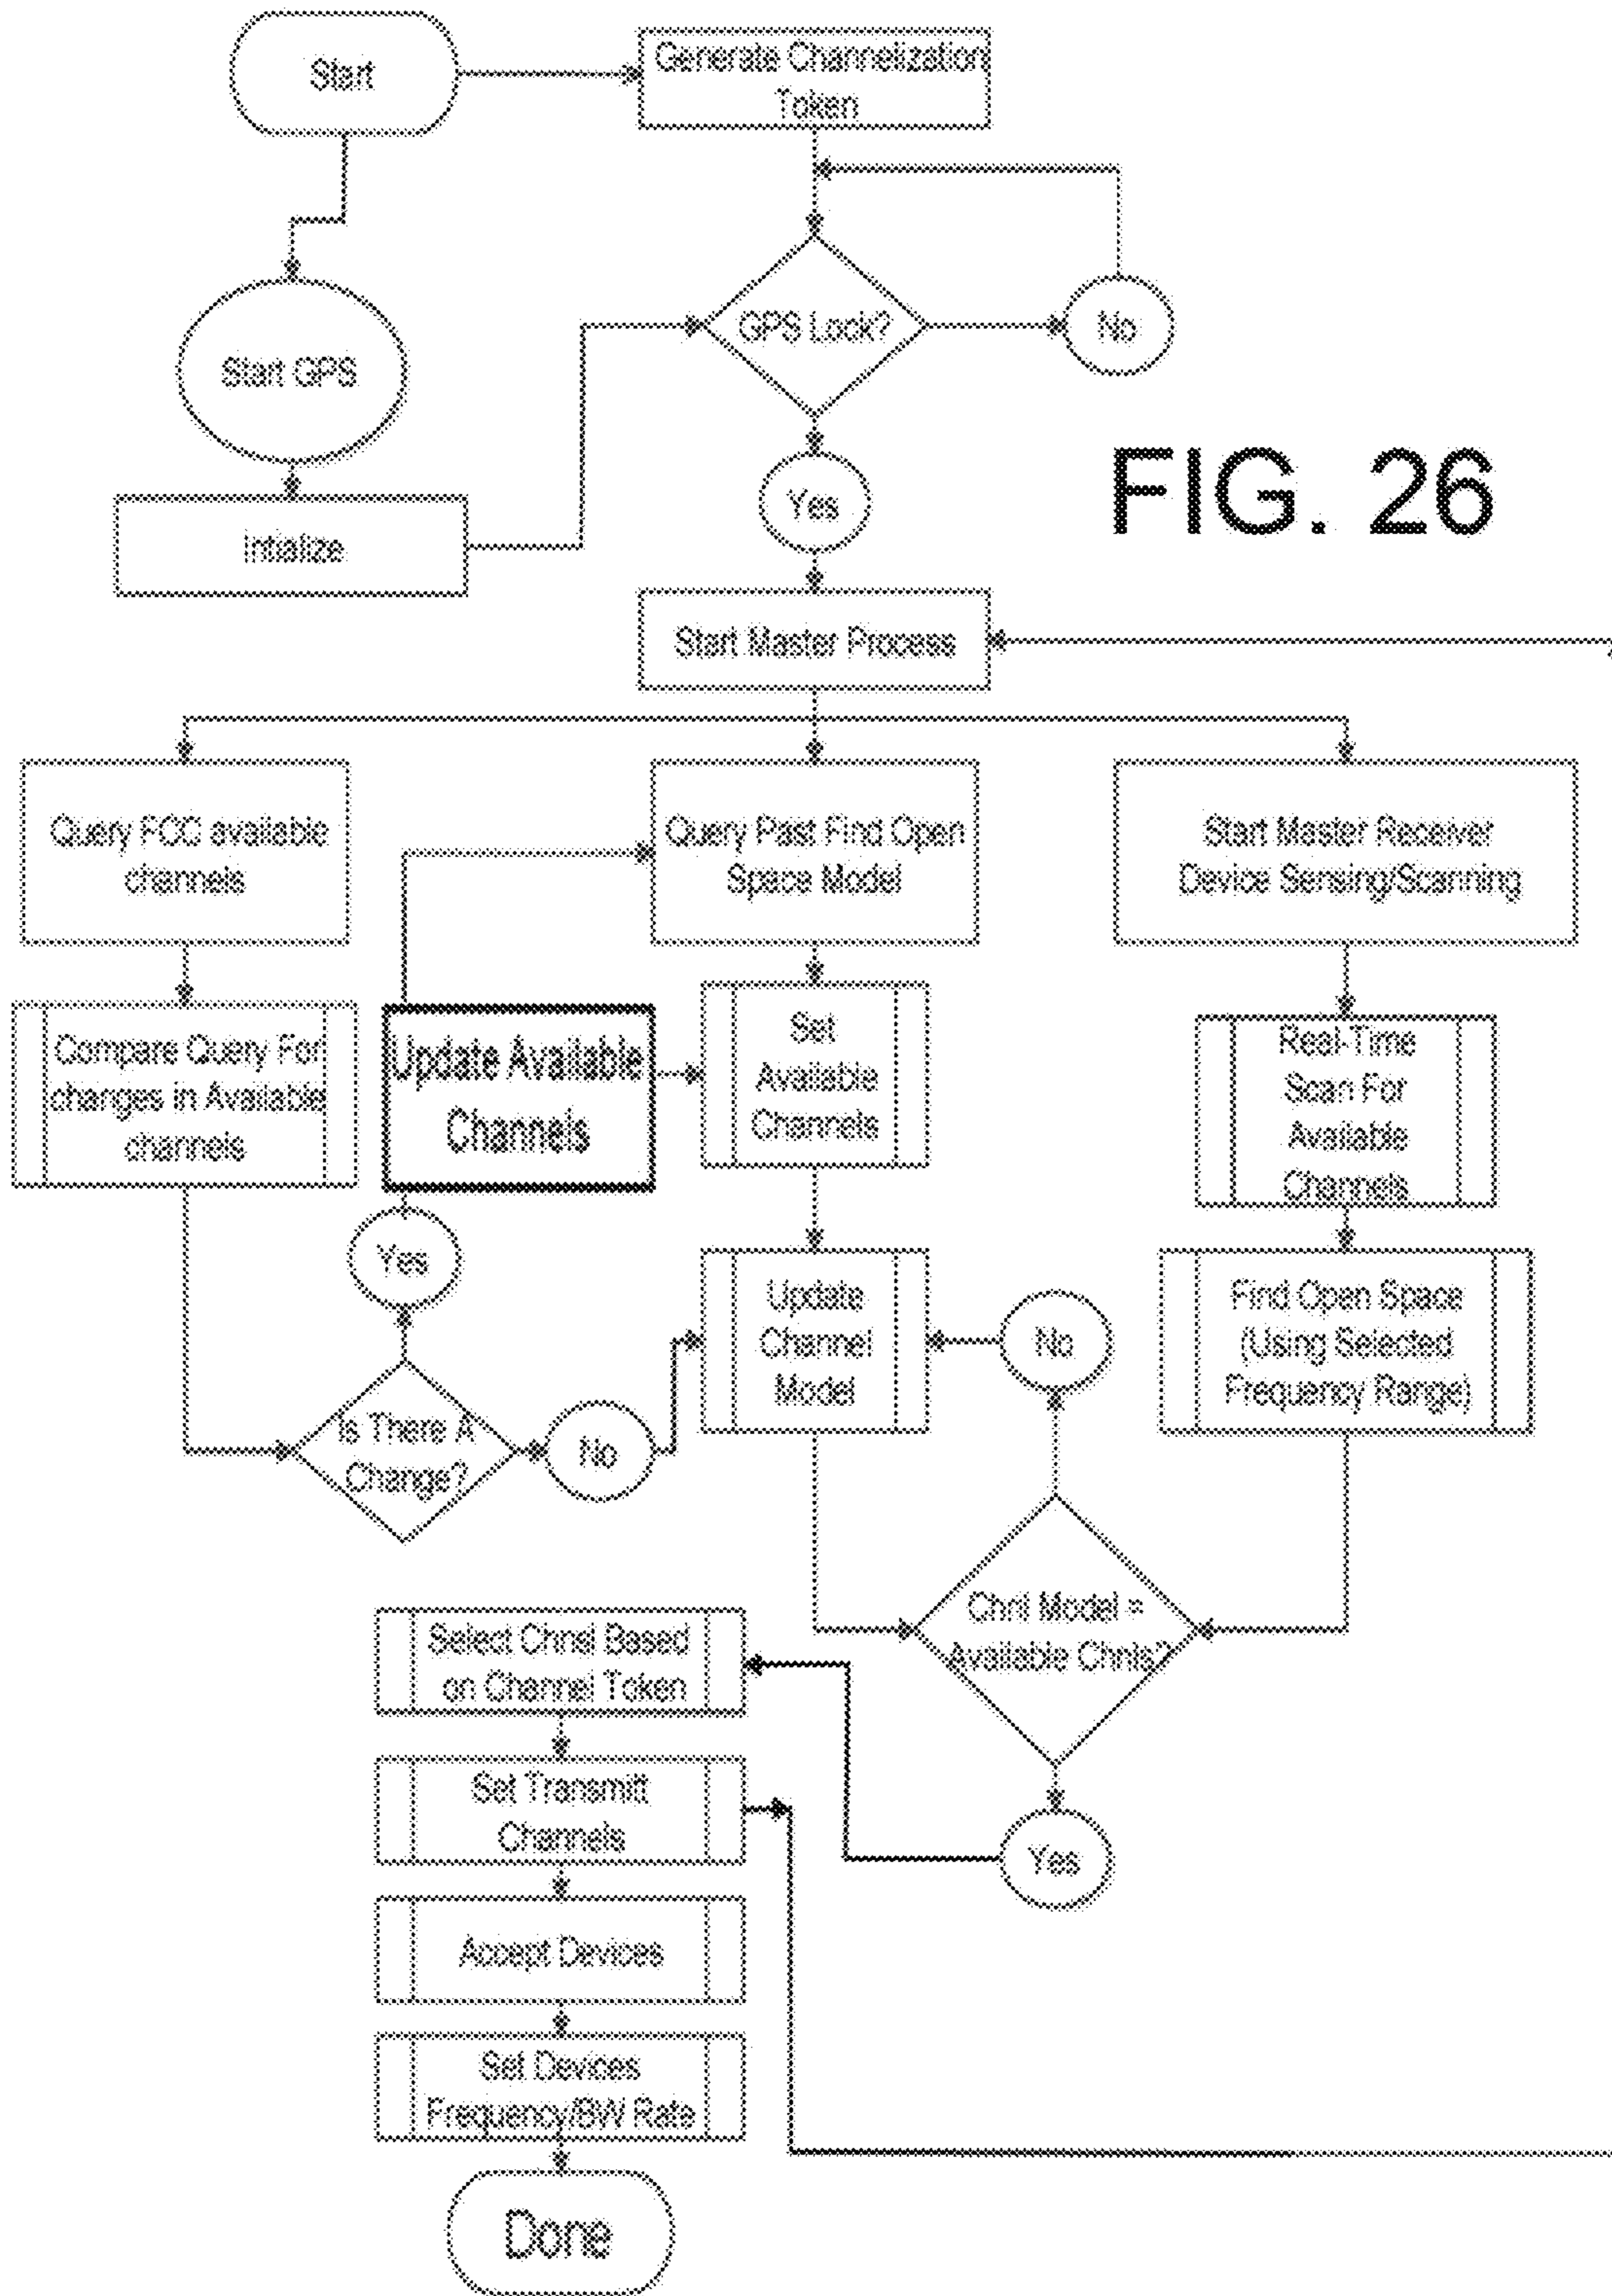 Start
Generate Channelization
Token
GPS Lock?
No
Start GPS
Yes
FIG. 26
Intialize
Start Master Process
Query FCC available
channels
Query Past Find Open
Space Model
Start Master Receiver
Device Sensing/Scanning
Compare Query For
changes in Available
channels
Update Available
Channels
Set
Available
Channels
Real-Time
Scan For
Available
Channels
Yes
Update
Channel
Model
No
Find Open Space
(Using Selected
Frequency Range)
Is There A
Change?
No
Chnl Model =
Available Chnls?
Select Chnsl Based
on Channel Token
Set Transmitt
Channels
Yes
Accept Devices
Set Devices
Frequency/BW Rate
Done